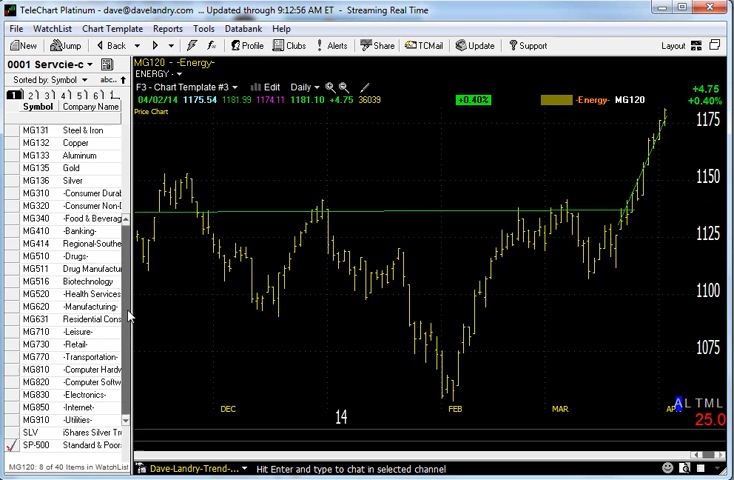 TeleChart Platinum - dave@davelandry.com ... Updated through 9:12:56 AM ET - Streaming Real Time
File WatchList Chart Template Reports Tools Databank Help
New Jump Back News Profile Clubs Alerts Share TCMail Update Support Layout
0001 Servcie-c
Sorted by: Symbol abc..
1 2 3
Symbol Company Name
MG131 Steel & Iron
MG132 Copper
MG133 Aluminum
MG135 Gold
MG136 Silver
MG310 -Consumer Durab
MG320 -Consumer Non-D
MG340 -Food & Beverag
MG410 -Banking-
MG414 Regional-Southe
MG510 -Drugs-
MG511 Drug Manufactu
MG516 Biotechnology
MG520 -Health Services
MG620 -Manufacturing-
MG631 Residential Cons
MG710 -Leisure-
MG730 -Retail-
MG770 -Transportation-
MG810 -Computer Hardw
MG820 -Computer Softw
MG830 -Electronics-
MG850 -Internet-
MG910 -Utilities-
SLV iShares Silver Tr
SP-500 Standard & Poor
MG120: 8 of 40 Items in WatchList
MG120 - -Energy-
ENERGY -
F3 - Chart Template #3 Edit Daily
04/02/14 1175.54 1181.99 1174.11 1181.10 +4.75 36039 +0.40% -Energy- MG120
+4.75
+0.40%
Price Chart
1175
1150
1125
1100
1075
DEC 14 FEB MAR
A L T M L
25.0
Dave-Landry-Trend-... Hit Enter and type to chat in selected channel